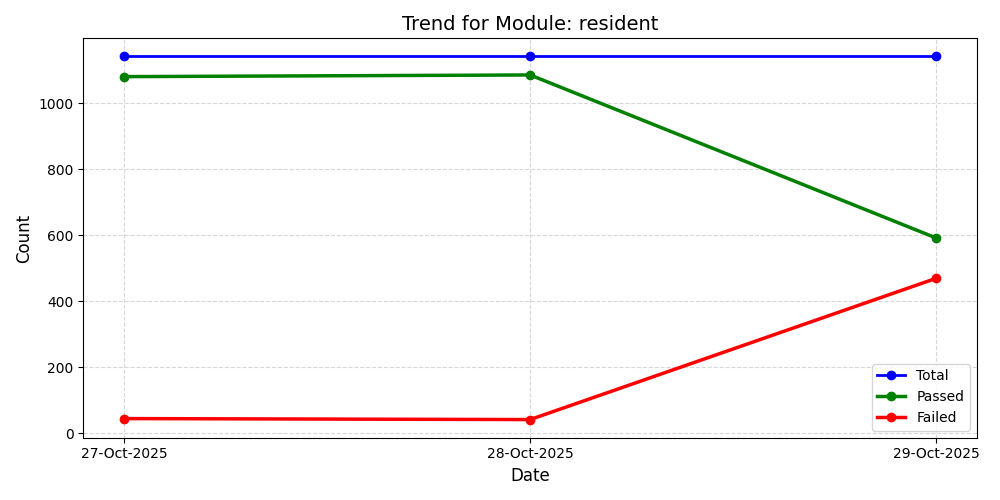 Trend for Module: resident
Count
1000
800
600
400
200
0
Total
Passed
Failed
27-Oct-2025
28-Oct-2025
29-Oct-2025
Date